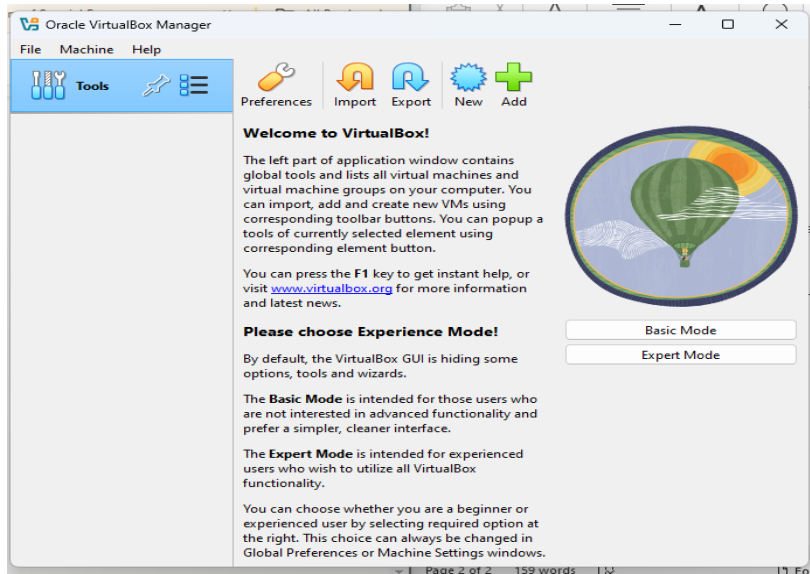 Oracle VirtualBox Manager
File Machine Help
Tools
Preferences Import Export New Add
Welcome to VirtualBox!
The left part of application window contains
global tools and lists all virtual machines and
virtual machine groups on your computer. You
can import, add and create new VMs using
corresponding toolbar buttons. You can popup a
tools of currently selected element using
corresponding element button.
You can press the F1 key to get instant help, or
visit www.virtualbox.org for more information
and latest news.
Please choose Experience Mode!
By default, the VirtualBox GUI is hiding some
options, tools and wizards.
The Basic Mode is intended for those users who
are not interested in advanced functionality and
prefer a simpler, cleaner interface.
The Expert Mode is intended for experienced
users who wish to utilize all VirtualBox
functionality.
You can choose whether you are a beginner or
experienced user by selecting required option at
the right. This choice can always be changed in
Global Preferences or Machine Settings windows.
Basic Mode
Expert Mode
Page 2 of 2 159 words